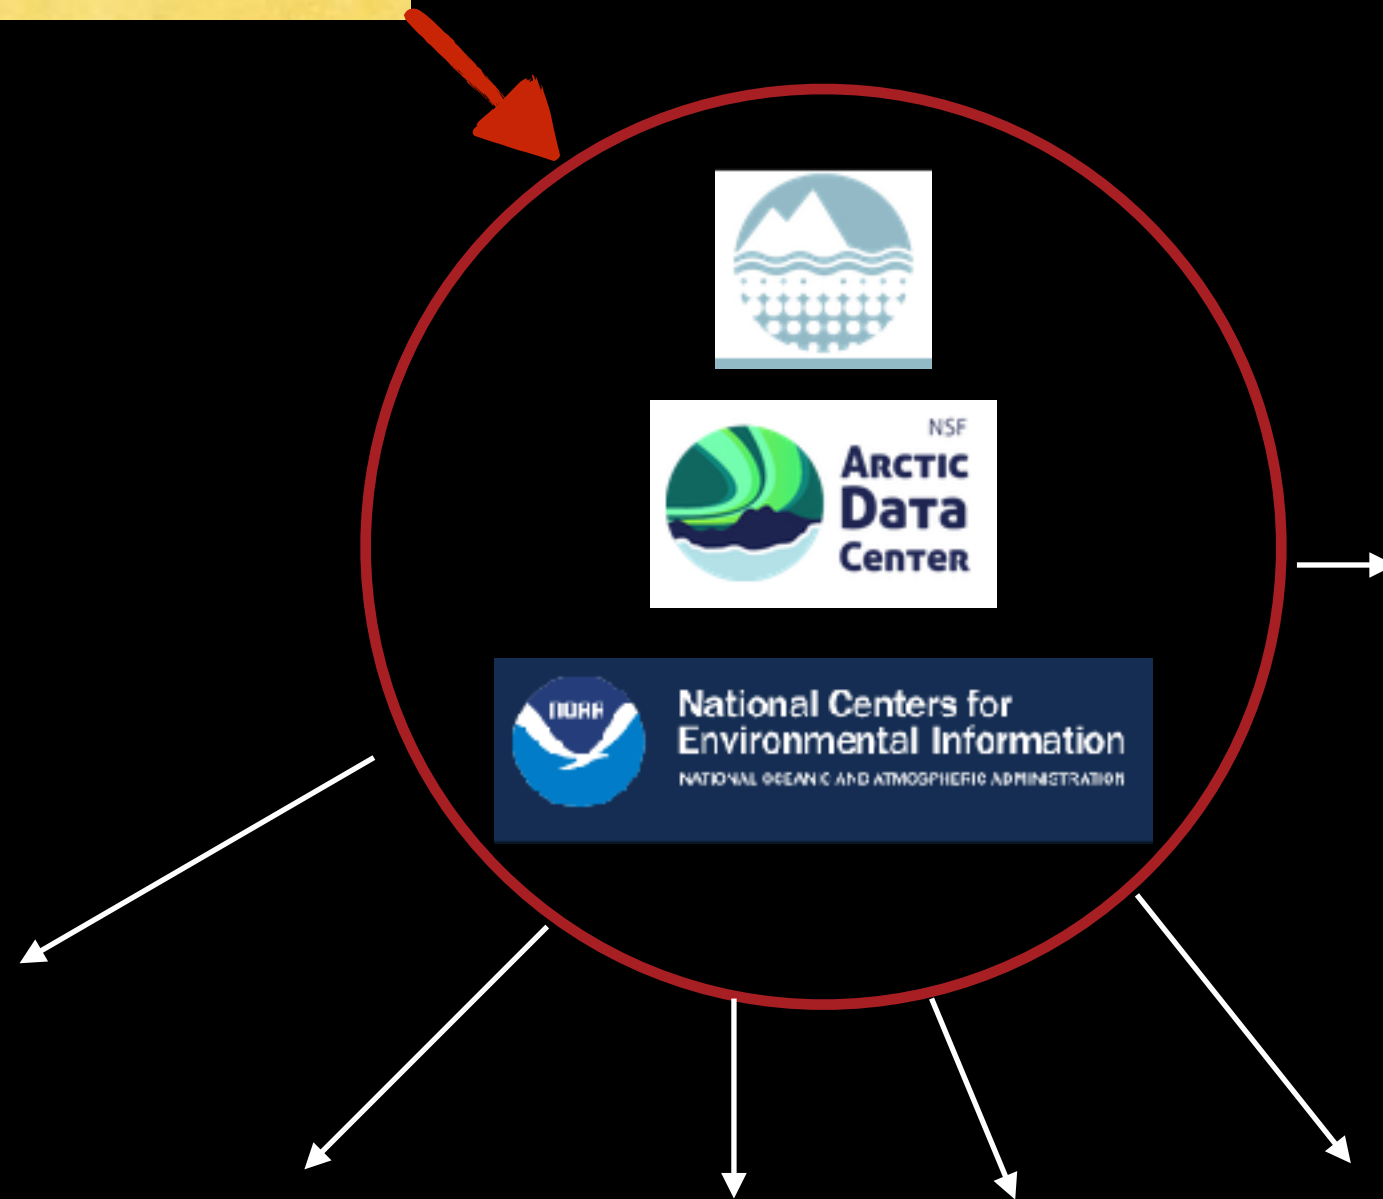 NSF
ARCTIC
DATA
CENTER
NOAA
National Centers for
Environmental Information
NATIONAL OCEANIC AND ATMOSPHERIC ADMINISTRATION